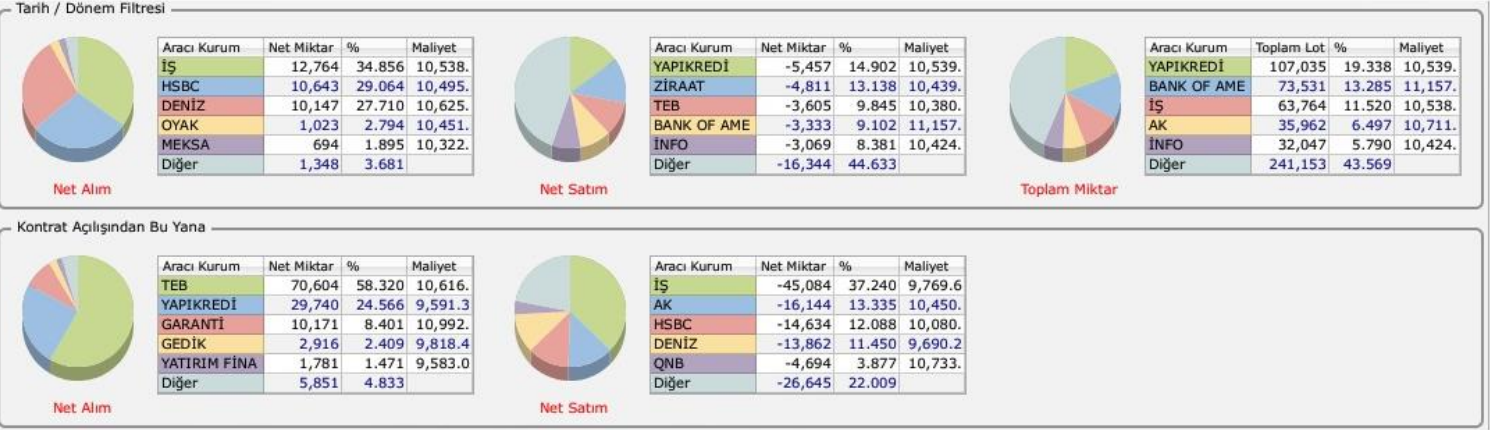 Tarih / Dönem Filtresi
Aracı Kurum Net Miktar % Maliyet
İŞ 12,764 34.856 10,538.
HSBC 10,643 29.064 10,495.
DENİZ 10,147 27.710 10,625.
OYAK 1,023 2.794 10,451.
MEKSA 694 1.895 10,322.
Diğer 1,348 3.681
Net Alım
Aracı Kurum Net Miktar % Maliyet
YAPIKREDİ -5,457 14.902 10,539.
ZİRAAT -4,811 13.138 10,439.
TEB -3,605 9.845 10,380.
BANK OF AME -3,333 9.102 11,157.
İNFO -3,069 8.381 10,424.
Diğer -16,344 44.633
Net Satım
Aracı Kurum Toplam Lot % Maliyet
YAPIKREDİ 107,035 19.338 10,539.
BANK OF AME 73,531 13.285 11,157.
İŞ 63,764 11.520 10,538.
AK 35,962 6.497 10,711.
İNFO 32,047 5.790 10,424.
Diğer 241,153 43.569
Toplam Miktar
Kontrat Açılışından Bu Yana
Aracı Kurum Net Miktar % Maliyet
TEB 70,604 58.320 10,616.
YAPIKREDİ 29,740 24.566 9,591.3
GARANTİ 10,171 8.401 10,992.
GEDİK 2,916 2.409 9,818.4
YATIRIM FİNA 1,781 1.471 9,583.0
Diğer 5,851 4.833
Net Alım
Aracı Kurum Net Miktar % Maliyet
İŞ -45,084 37.240 9,769.6
AK -16,144 13.335 10,450.
HSBC -14,634 12.088 10,080.
DENİZ -13,862 11.450 9,690.2
QNB -4,694 3.877 10,733.
Diğer -26,645 22.009
Net Satım